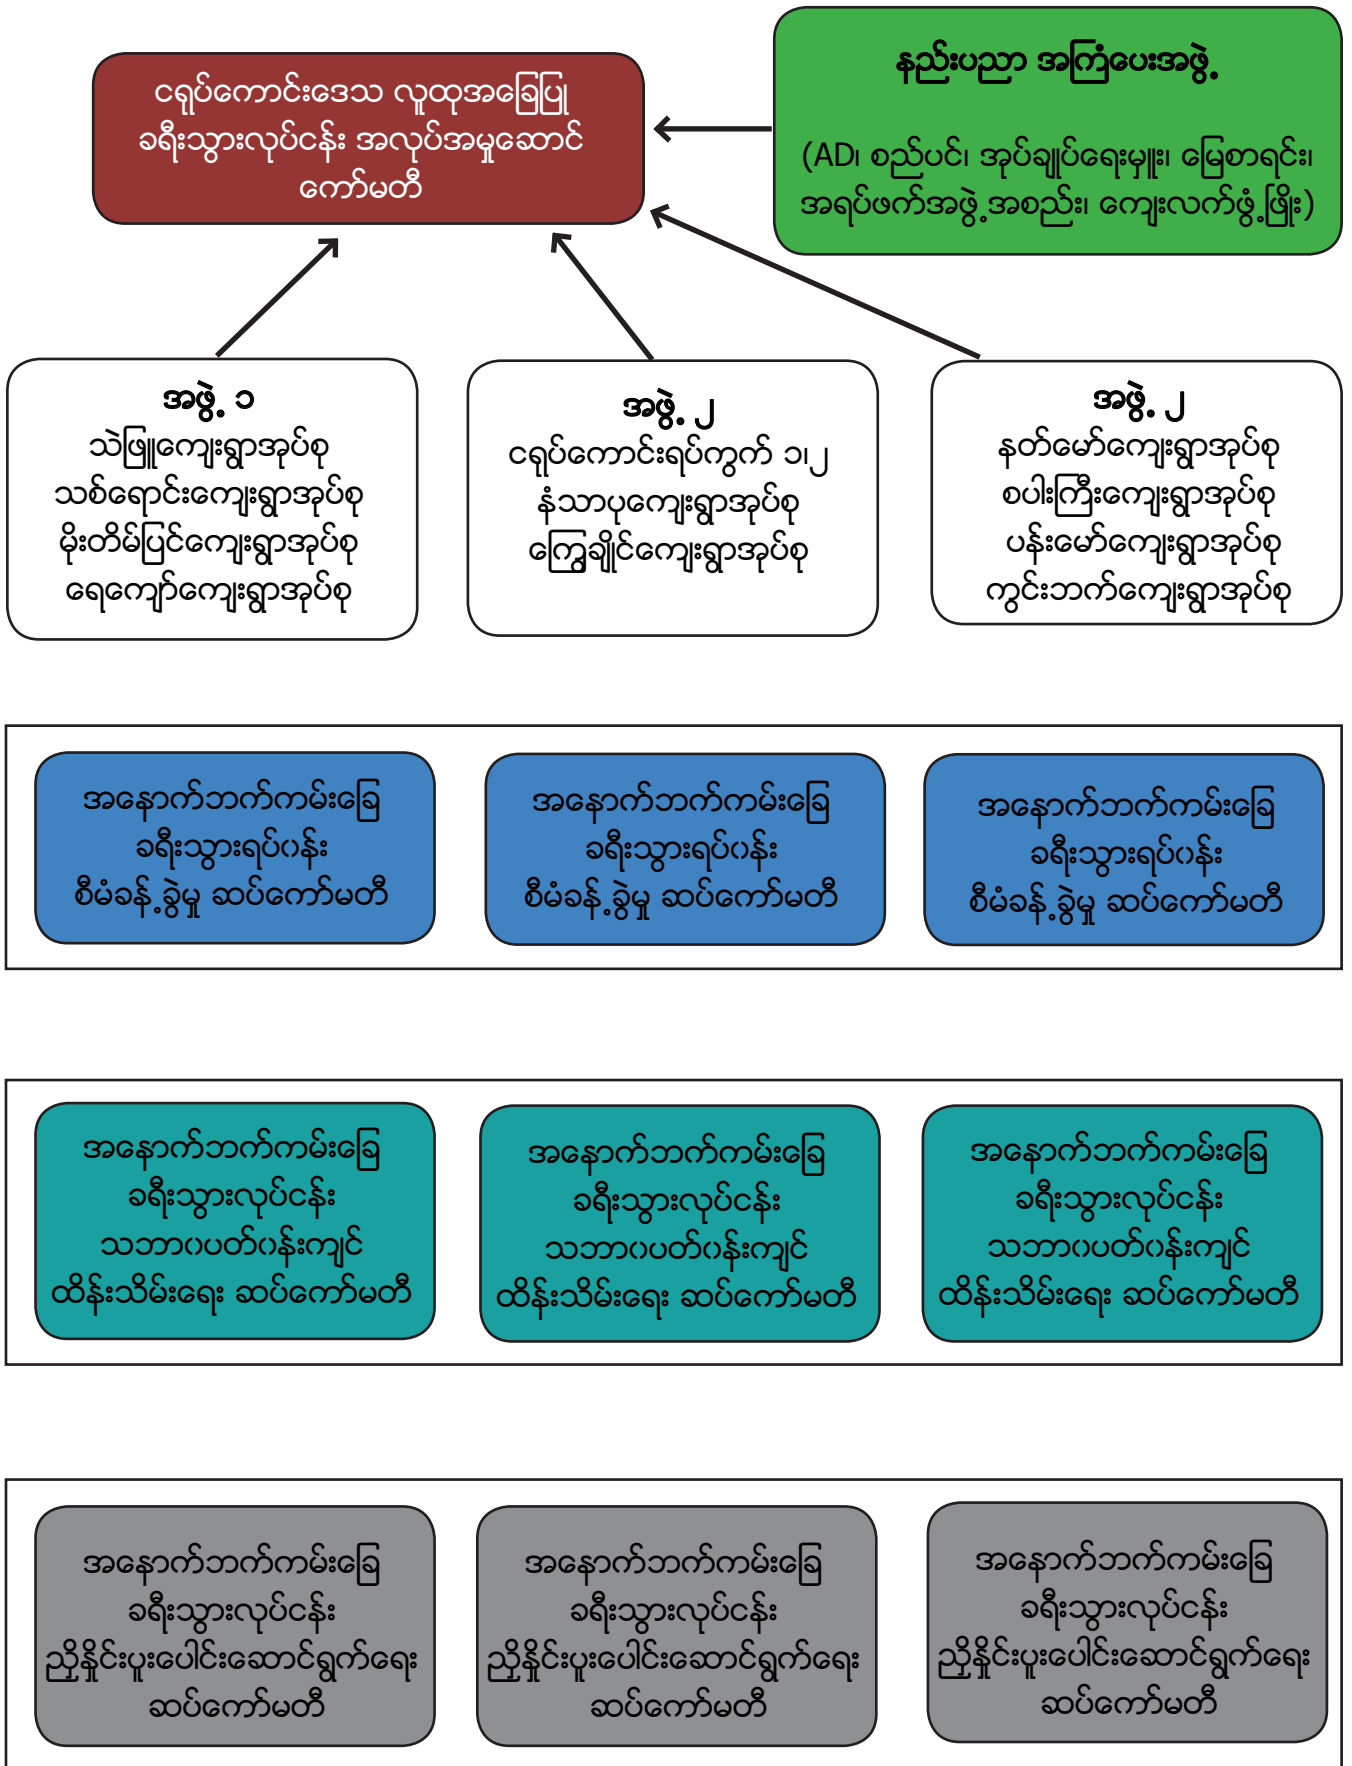 ငရုပ်ကောင်းဒေသ လူထုအခြေပြု
ခရီးသွားလုပ်ငန်း အလုပ်အမှုဆောင်
ကော်မတီ
နည်းပညာ အကြံပေးအဖွဲ့
(AD၊ စည်ပင်၊ အုပ်ချုပ်ရေးမှူး၊ မြေစာရင်း၊
အရပ်ဖက်အဖွဲ့အစည်း၊ ကျေးလက်ဖွံ့ဖြိုး)
အဖွဲ့ ၁
သဲဖြူကျေးရွာအုပ်စု
သစ်ရောင်းကျေးရွာအုပ်စု
မိုးတိမ်ပြင်ကျေးရွာအုပ်စု
ရေကျော်ကျေးရွာအုပ်စု
အဖွဲ့ ၂
ငရုပ်ကောင်းရပ်ကွက် ၁၊၂
နံသာပုကျေးရွာအုပ်စု
ကြွေချိုင်ကျေးရွာအုပ်စု
အဖွဲ့ ၂
နတ်မော်ကျေးရွာအုပ်စု
စပါးကြီးကျေးရွာအုပ်စု
ပန်းမော်ကျေးရွာအုပ်စု
ကွင်းဘက်ကျေးရွာအုပ်စု
အနောက်ဘက်ကမ်းခြေ
ခရီးသွားရပ်ဝန်း
စီမံခန့်ခွဲမှု ဆပ်ကော်မတီ
အနောက်ဘက်ကမ်းခြေ
ခရီးသွားရပ်ဝန်း
စီမံခန့်ခွဲမှု ဆပ်ကော်မတီ
အနောက်ဘက်ကမ်းခြေ
ခရီးသွားရပ်ဝန်း
စီမံခန့်ခွဲမှု ဆပ်ကော်မတီ
အနောက်ဘက်ကမ်းခြေ
ခရီးသွားလုပ်ငန်း
သဘာဝပတ်ဝန်းကျင်
ထိန်းသိမ်းရေး ဆပ်ကော်မတီ
အနောက်ဘက်ကမ်းခြေ
ခရီးသွားလုပ်ငန်း
သဘာဝပတ်ဝန်းကျင်
ထိန်းသိမ်းရေး ဆပ်ကော်မတီ
အနောက်ဘက်ကမ်းခြေ
ခရီးသွားလုပ်ငန်း
သဘာဝပတ်ဝန်းကျင်
ထိန်းသိမ်းရေး ဆပ်ကော်မတီ
အနောက်ဘက်ကမ်းခြေ
ခရီးသွားလုပ်ငန်း
ညှိနှိုင်းပူးပေါင်းဆောင်ရွက်ရေး
ဆပ်ကော်မတီ
အနောက်ဘက်ကမ်းခြေ
ခရီးသွားလုပ်ငန်း
ညှိနှိုင်းပူးပေါင်းဆောင်ရွက်ရေး
ဆပ်ကော်မတီ
အနောက်ဘက်ကမ်းခြေ
ခရီးသွားလုပ်ငန်း
ညှိနှိုင်းပူးပေါင်းဆောင်ရွက်ရေး
ဆပ်ကော်မတီ